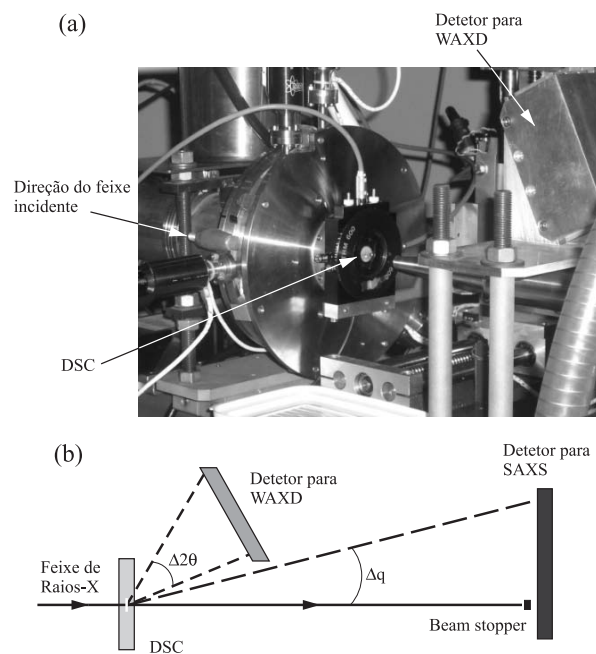 (a)
Detetor para
WAXD
Direção do feixe
incidente
DSC
(b)
Detetor para
SAXS
Detetor para
WAXD
Δ2θ
Feixe de
Raios-X
Δq
Beam stopper
DSC